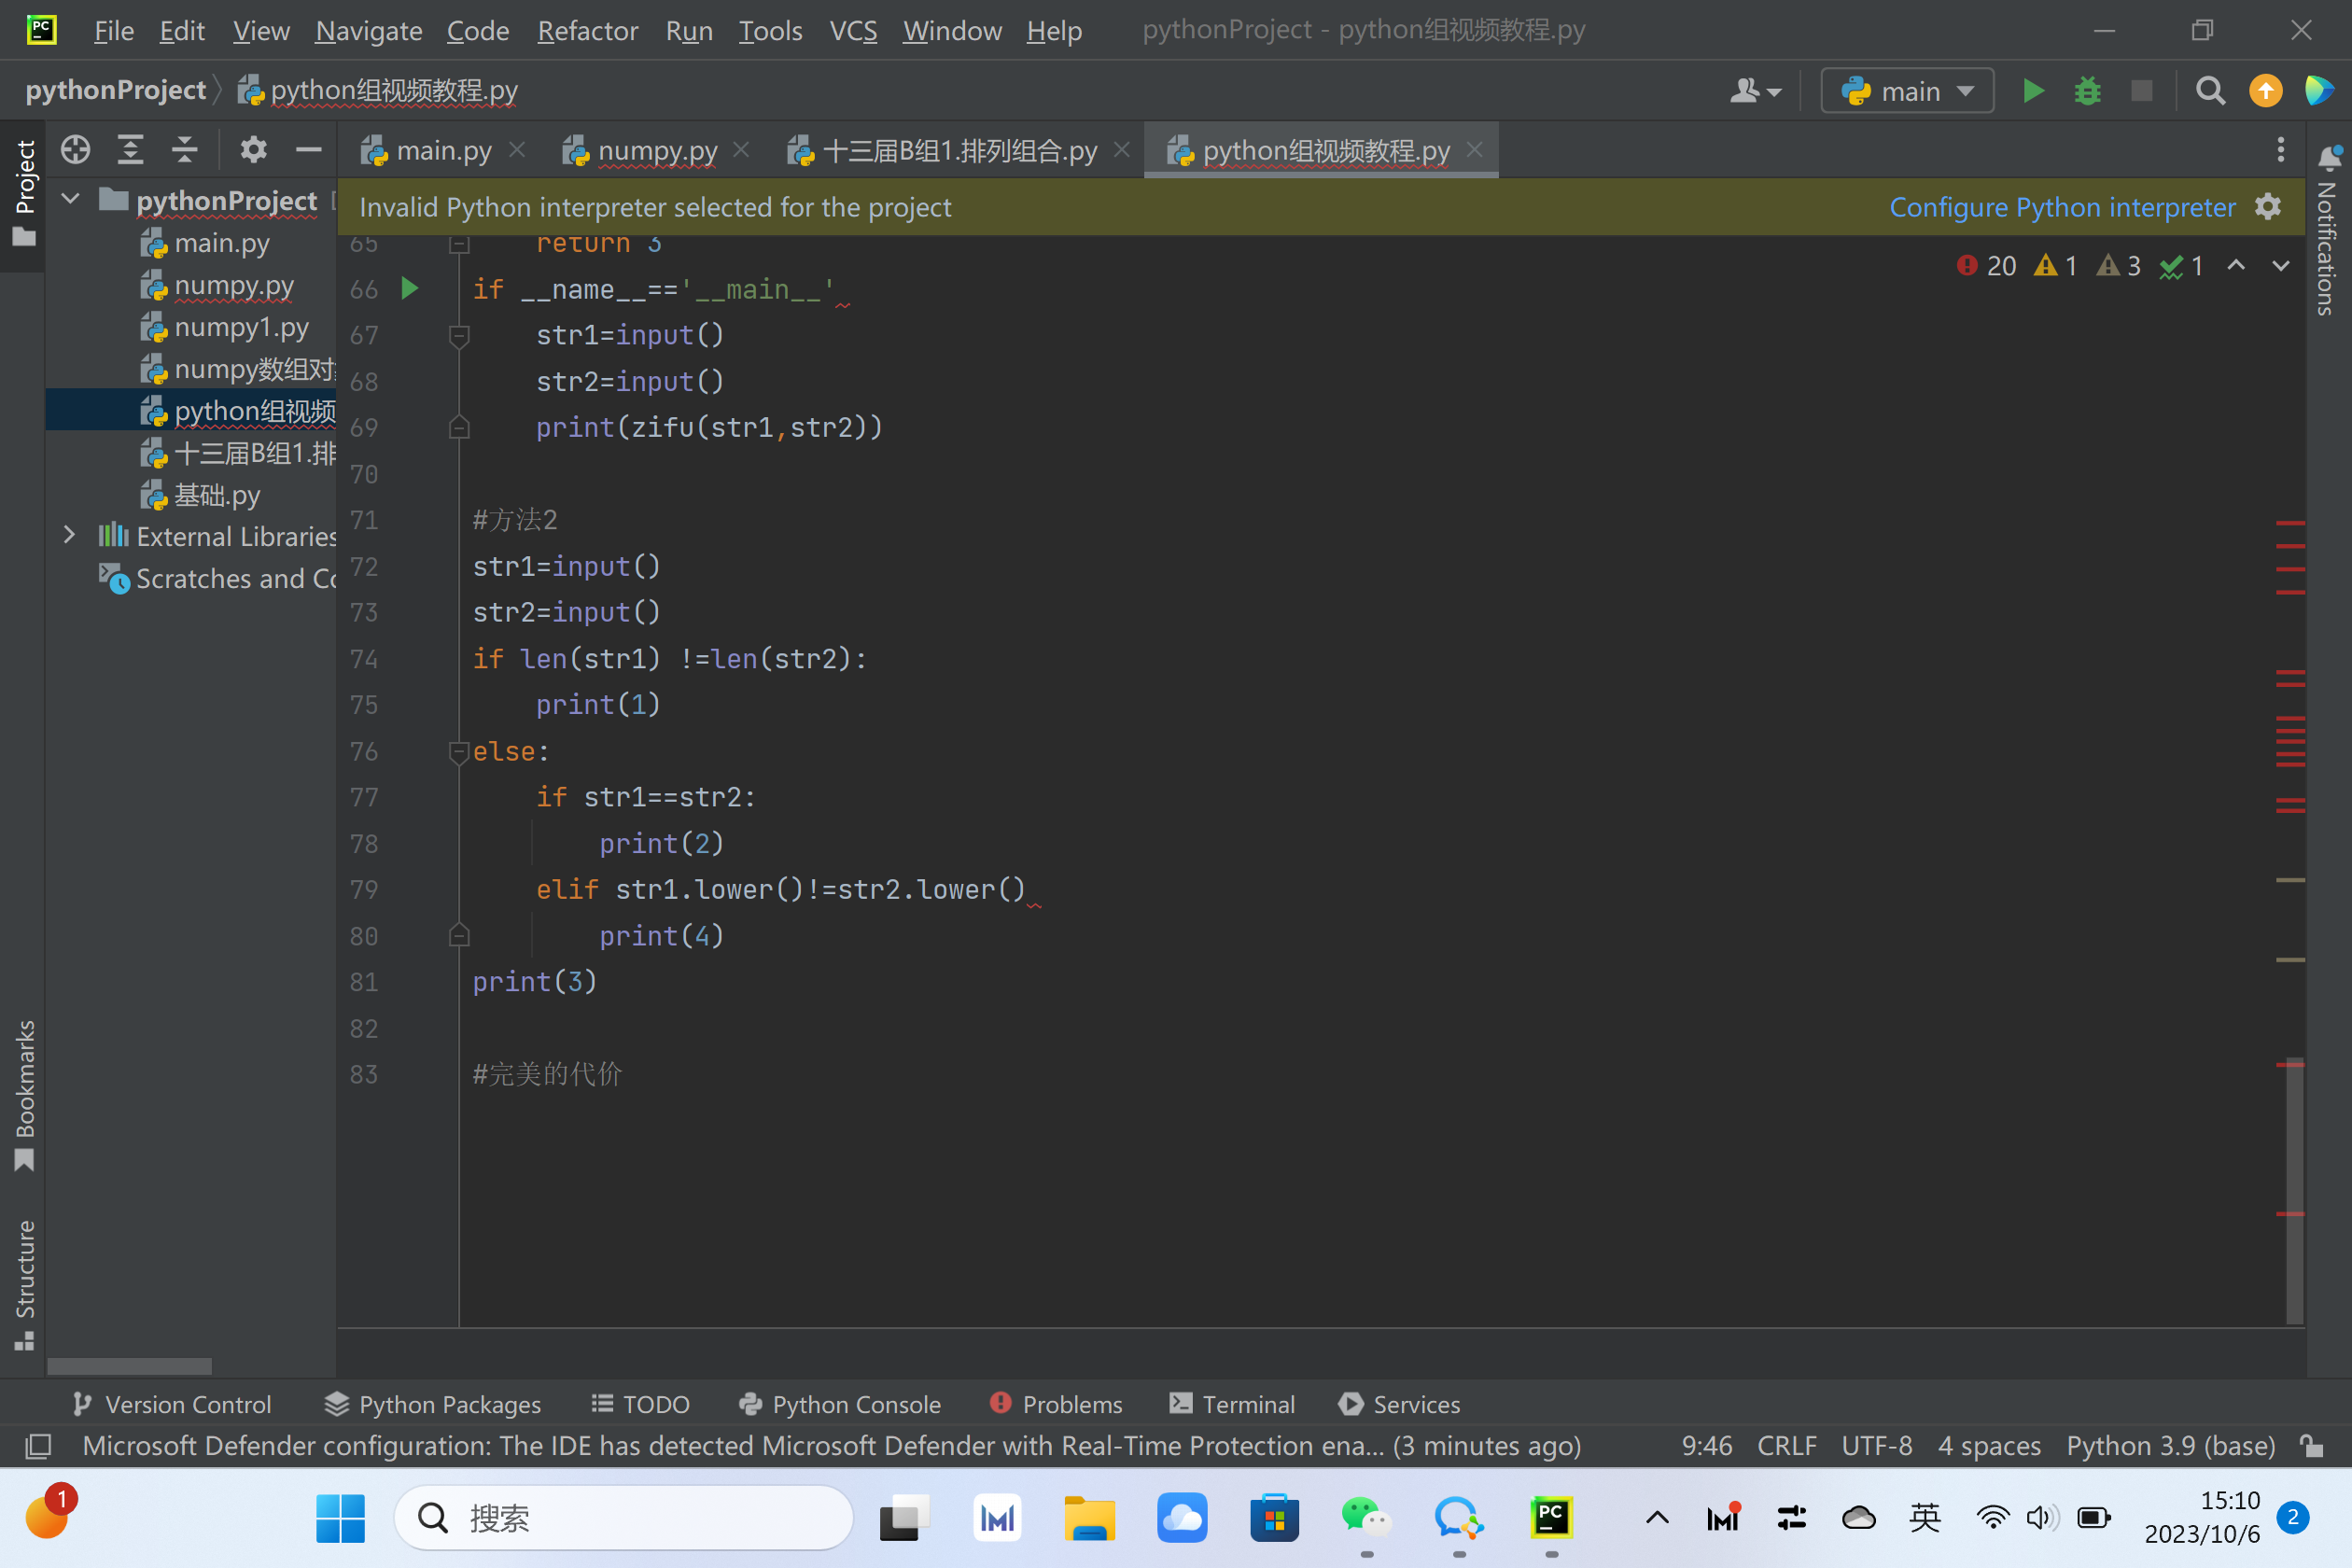 File Edit View Navigate Code Refactor Run Tools VCS Window Help pythonProject - python组视频教程.py
pythonProject python组视频教程.py main
Project
main.py numpy.py 十三届B组1.排列组合.py python组视频教程.py
pythonProject
main.py
numpy.py
numpy1.py
numpy数组对
python组视频
十三届B组1.排
基础.py
External Libraries
Scratches and Co
Invalid Python interpreter selected for the project Configure Python interpreter
Notifications
20 1 3 1
65 return 3
66 if __name__=='__main__'
67 str1=input()
68 str2=input()
69 print(zifu(str1,str2))
70
71 #方法2
72 str1=input()
73 str2=input()
74 if len(str1) !=len(str2):
75 print(1)
76 else:
77 if str1==str2:
78 print(2)
79 elif str1.lower()!=str2.lower()
80 print(4)
81 print(3)
82
83 #完美的代价
Bookmarks
Structure
Version Control Python Packages TODO Python Console Problems Terminal Services
Microsoft Defender configuration: The IDE has detected Microsoft Defender with Real-Time Protection ena... (3 minutes ago) 9:46 CRLF UTF-8 4 spaces Python 3.9 (base)
1 搜索 PC 英 15:10
2023/10/6 2